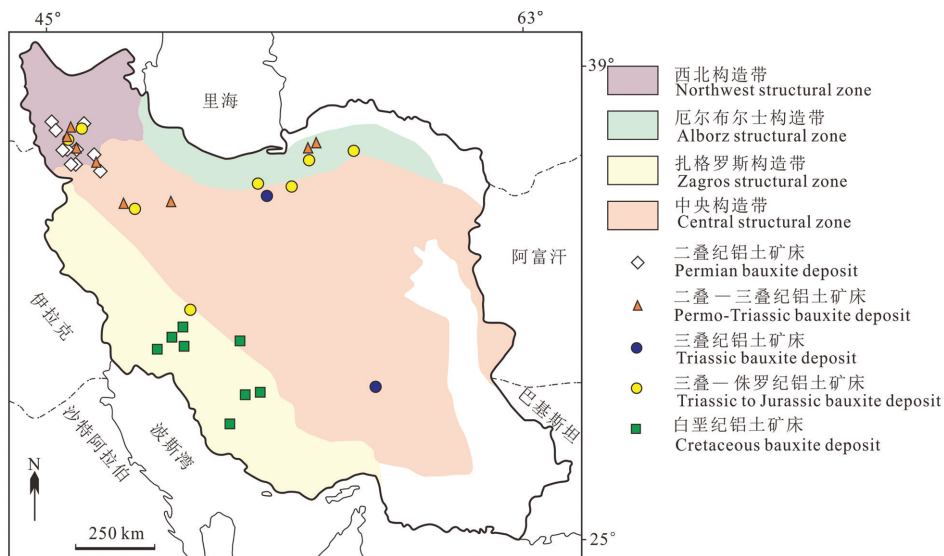 45°
63°
39°
25°
里海
阿富汗
伊拉克
沙特阿拉伯
波斯湾
巴基斯坦
N
250 km
西北构造带
Northwest structural zone
厄尔布尔士构造带
Alborz structural zone
扎格罗斯构造带
Zagros structural zone
中央构造带
Central structural zone
二叠纪铝土矿床
Permian bauxite deposit
二叠—三叠纪铝土矿床
Permo-Triassic bauxite deposit
三叠纪铝土矿床
Triassic bauxite deposit
三叠—侏罗纪铝土矿床
Triassic to Jurassic bauxite deposit
白垩纪铝土矿床
Cretaceous bauxite deposit